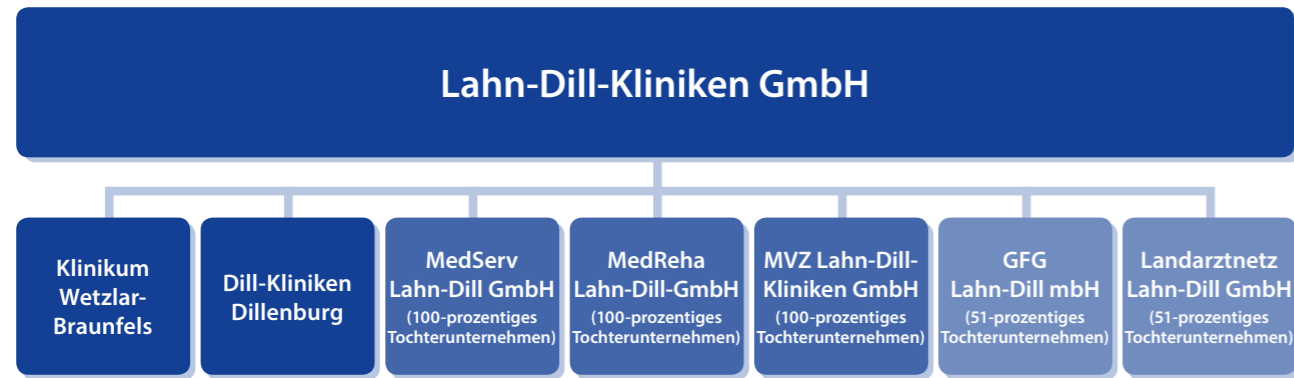 Lahn-Dill-Kliniken GmbH
Klinikum
Wetzlar-
Braunfels
Dill-Kliniken
Dillenburg
MedServ
Lahn-Dill GmbH
(100-prozentiges
Tochterunternehmen)
MedReha
Lahn-Dill-GmbH
(100-prozentiges
Tochterunternehmen)
MVZ Lahn-Dill-
Kliniken GmbH
(100-prozentiges
Tochterunternehmen)
GFG
Lahn-Dill mbH
(51-prozentiges
Tochterunternehmen)
Landarztnetz
Lahn-Dill GmbH
(51-prozentiges
Tochterunternehmen)